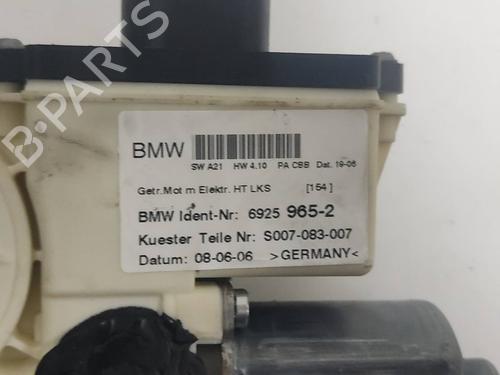 BMW
SW A21 HW 4.10 PA CBB Dat. 19-06
Getr.Mot m Elektr. HT LKS [154]
BMW Ident-Nr: 6925 965-2
Kuester Teile Nr: S007-083-007
Datum: 08-06-06 >GERMANY<
B-Parts